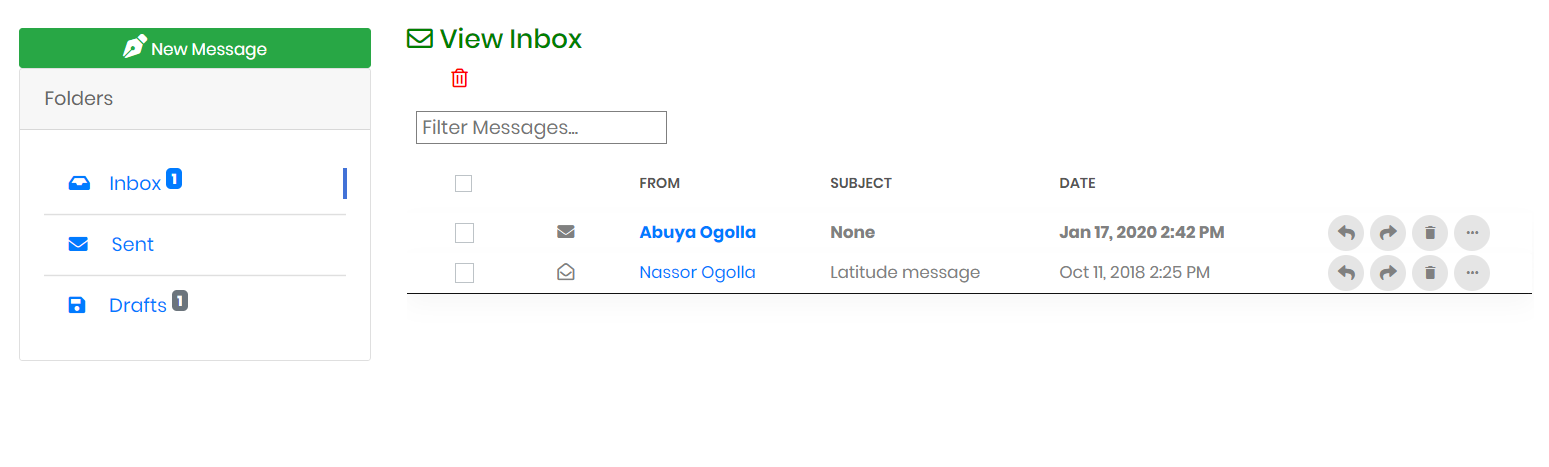 New Message
Folders
Inbox 1
Sent
Drafts 1
View Inbox
Filter Messages...
FROM SUBJECT DATE
Abuya Ogolla None Jan 17, 2020 2:42 PM
Nassor Ogolla Latitude message Oct 11, 2018 2:25 PM